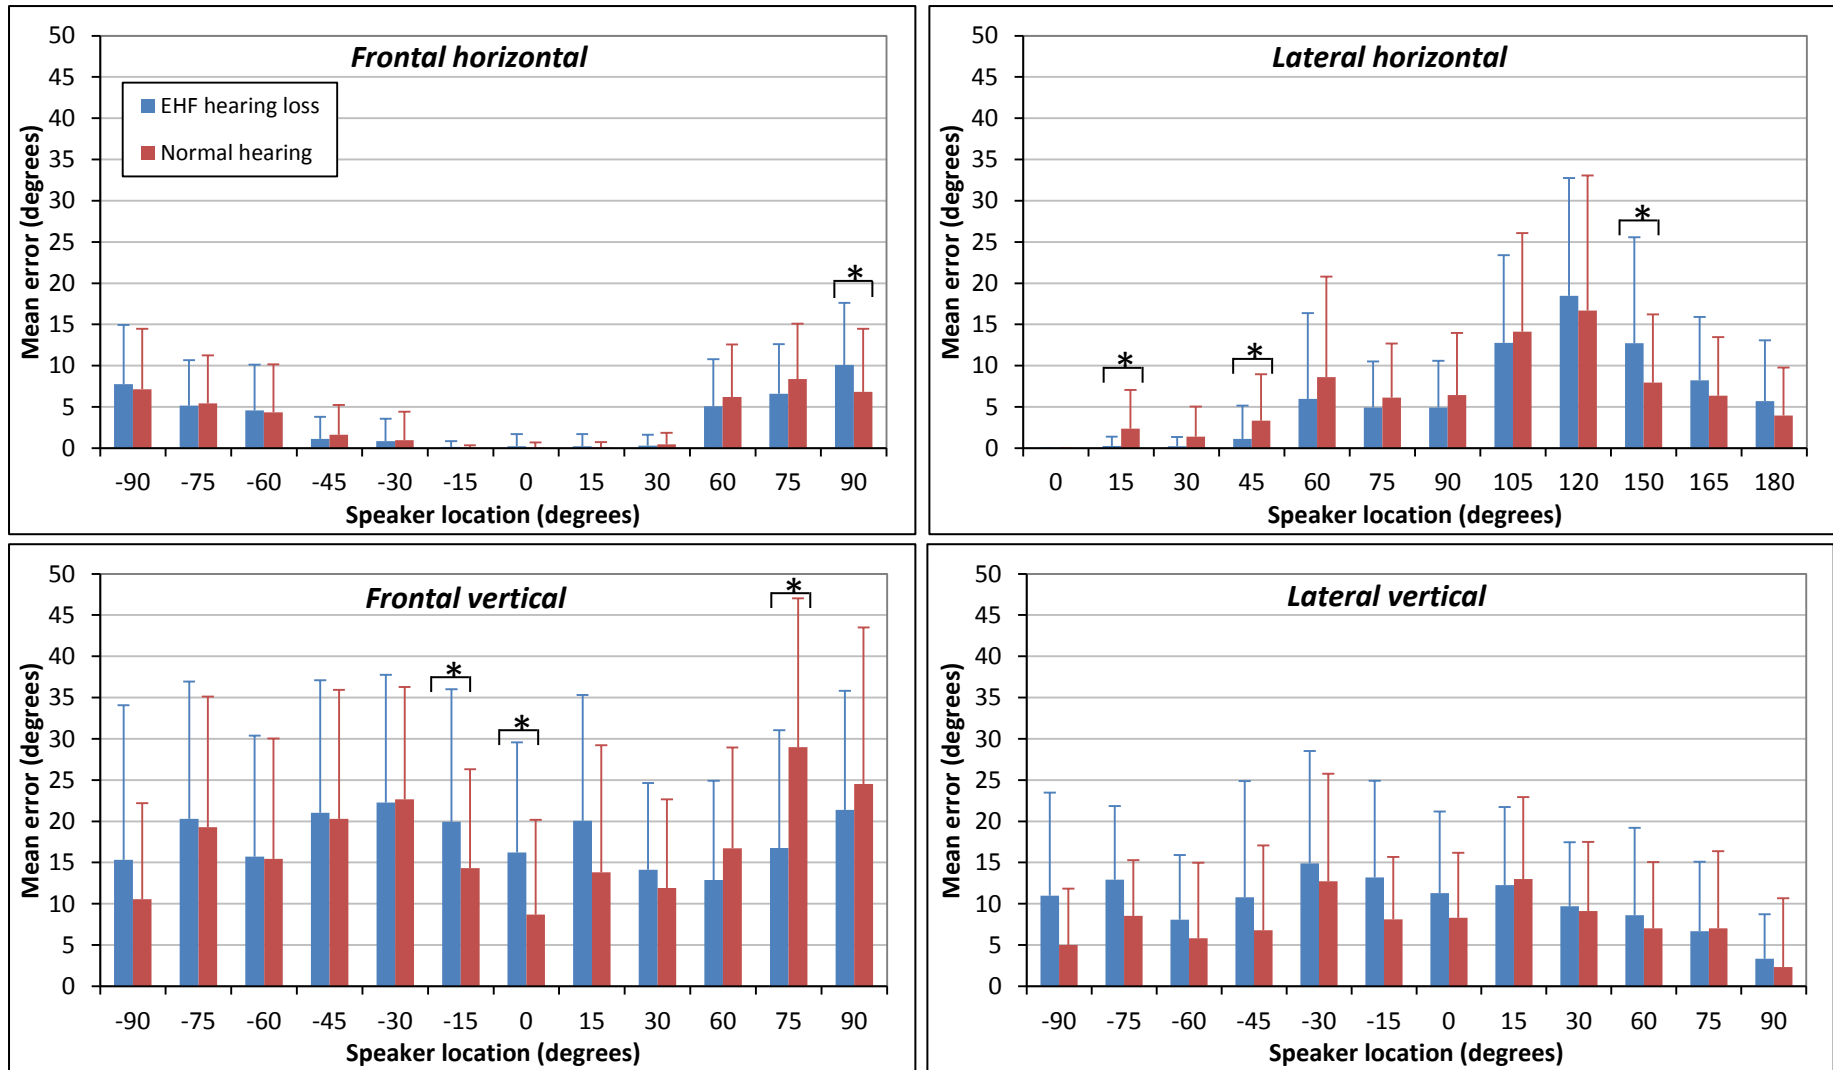 Frontal horizontal
Mean error (degrees)
50
45
40
35
30
25
20
15
10
5
0
EHF hearing loss
Normal hearing
*
-90 -75 -60 -45 -30 -15 0 15 30 60 75 90
Speaker location (degrees)
Lateral horizontal
Mean error (degrees)
50
45
40
35
30
25
20
15
10
5
0
* * *
0 15 30 45 60 75 90 105 120 150 165 180
Speaker location (degrees)
Frontal vertical
Mean error (degrees)
50
45
40
35
30
25
20
15
10
5
0
* * *
-90 -75 -60 -45 -30 -15 0 15 30 60 75 90
Speaker location (degrees)
Lateral vertical
Mean error (degrees)
50
45
40
35
30
25
20
15
10
5
0
-90 -75 -60 -45 -30 -15 0 15 30 60 75 90
Speaker location (degrees)